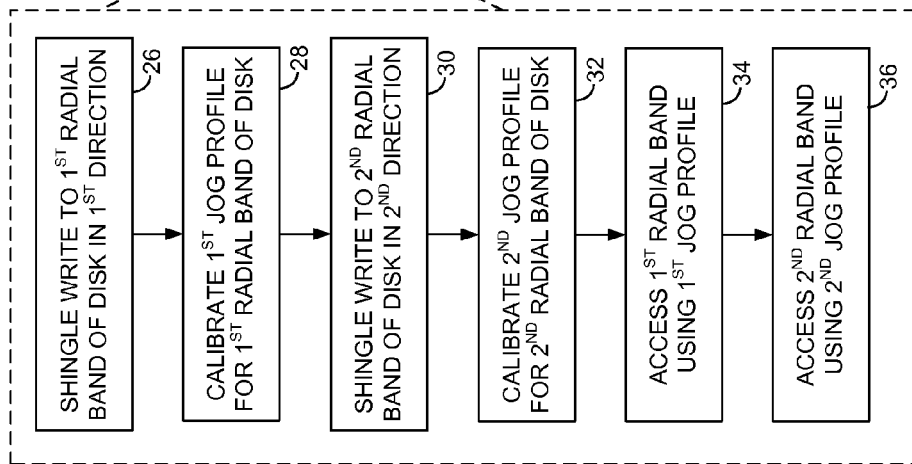 SHINGLE WRITE TO 1ST RADIAL
BAND OF DISK IN 1ST DIRECTION
26
CALIBRATE 1ST JOG PROFILE
FOR 1ST RADIAL BAND OF DISK
28
SHINGLE WRITE TO 2ND RADIAL
BAND OF DISK IN 2ND DIRECTION
30
CALIBRATE 2ND JOG PROFILE
FOR 2ND RADIAL BAND OF DISK
32
ACCESS 1ST RADIAL BAND
USING 1ST JOG PROFILE
34
ACCESS 2ND RADIAL BAND
USING 2ND JOG PROFILE
36